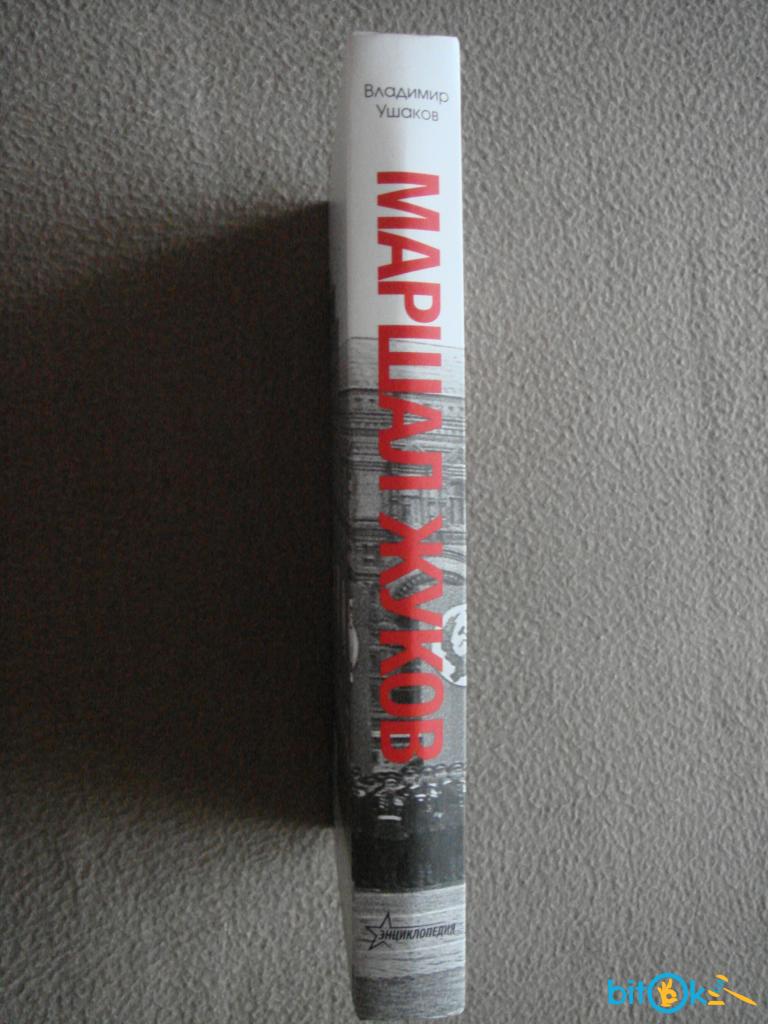 Владимир
Ушаков
МАРШАЛ ЖУКОВ
ЭНЦИКЛОПЕДИЯ
bitok